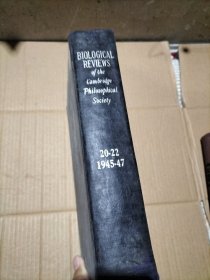 BIOLOGICAL
REVIEWS
of the
Cambridge
Philosophical
Society
20-22
1945-47